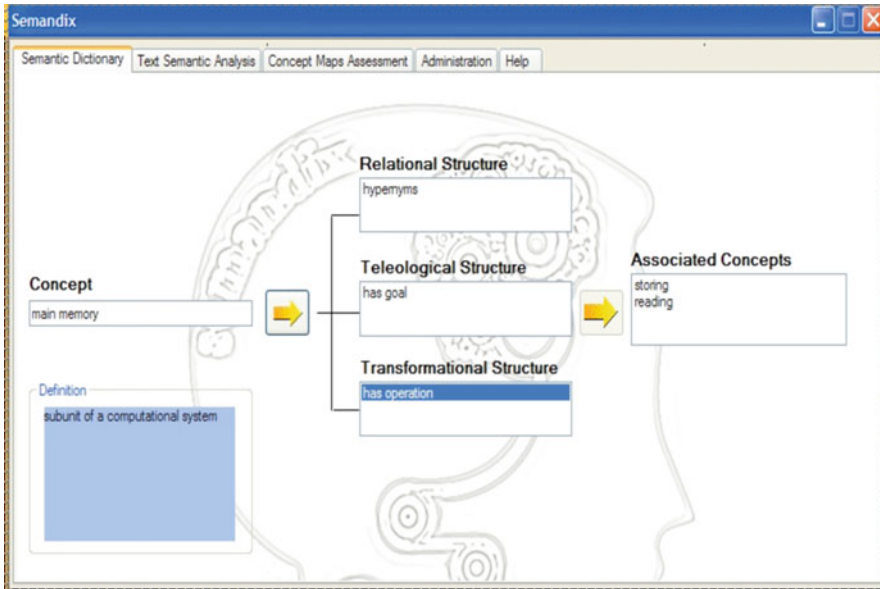 Semandix
Semantic Dictionary Text Semantic Analysis Concept Maps Assessment Administration Help
Relational Structure
hypernyms
Teleological Structure
has goal
Associated Concepts
storing
reading
Concept
main memory
Transformational Structure
has operation
Definition
subunit of a computational system